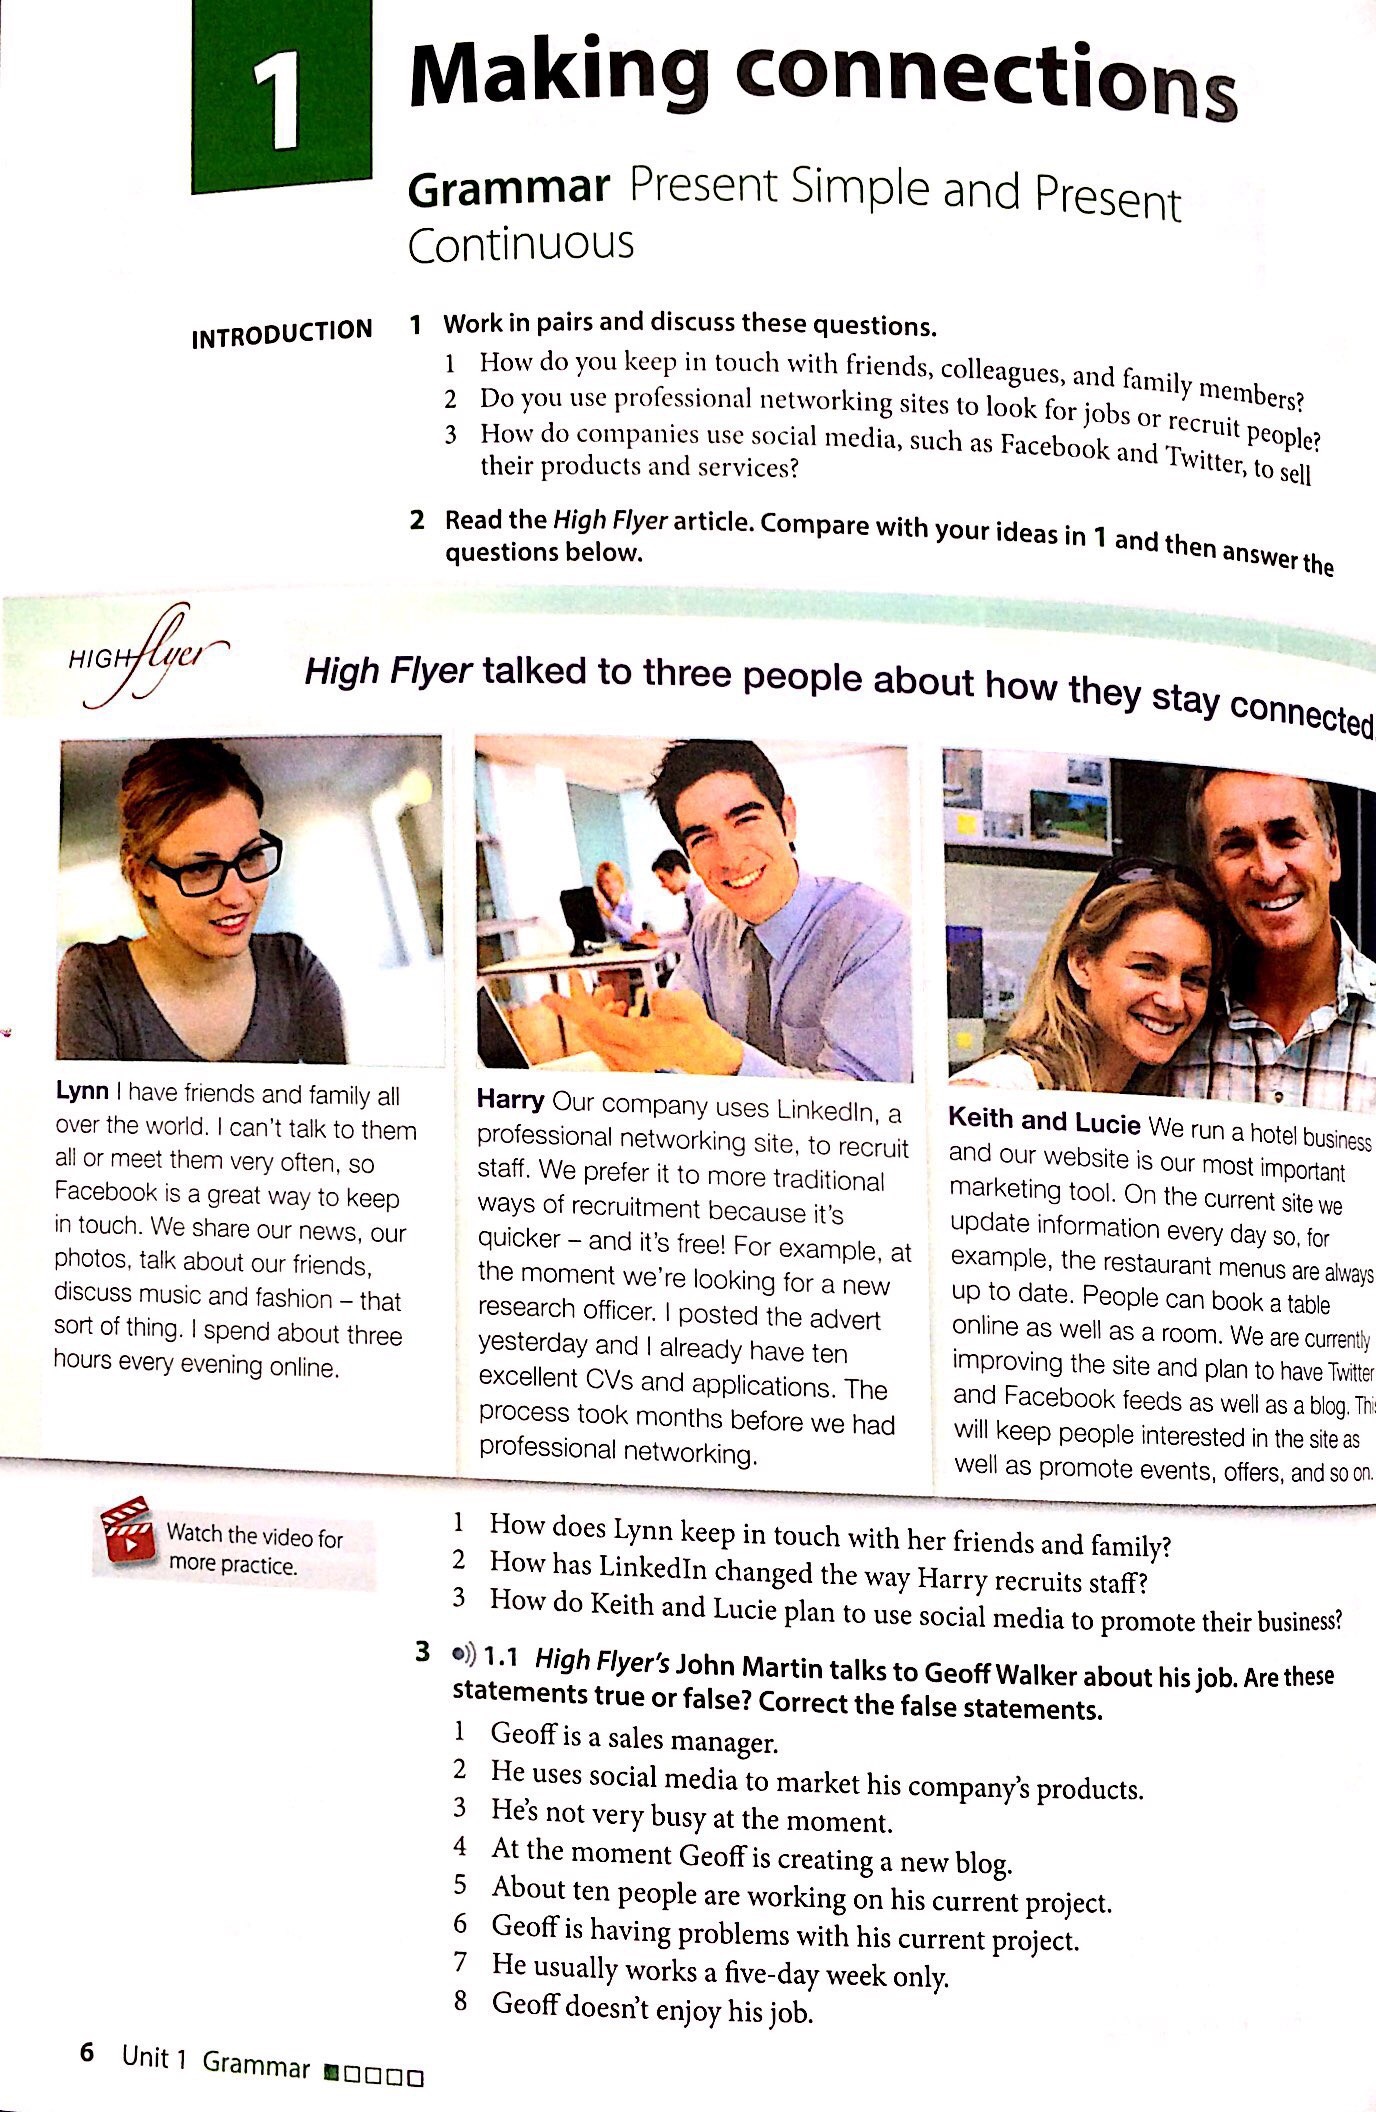 1
Making connections
Grammar Present Simple and Present
Continuous
INTRODUCTION
1 Work in pairs and discuss these questions.
1 How do you keep in touch with friends, colleagues, and family members?
2 Do you use professional networking sites to look for jobs or recruit people?
3 How do companies use social media, such as Facebook and Twitter, to sell
their products and services?
2 Read the High Flyer article. Compare with your ideas in 1 and then answer the
questions below.
HIGH flyer
High Flyer talked to three people about how they stay connected.
Lynn I have friends and family all
over the world. I can't talk to them
all or meet them very often, so
Facebook is a great way to keep
in touch. We share our news, our
photos, talk about our friends,
discuss music and fashion – that
sort of thing. I spend about three
hours every evening online.
Harry Our company uses LinkedIn, a
professional networking site, to recruit
staff. We prefer it to more traditional
ways of recruitment because it's
quicker – and it's free! For example, at
the moment we're looking for a new
research officer. I posted the advert
yesterday and I already have ten
excellent CVs and applications. The
process took months before we had
professional networking.
Keith and Lucie We run a hotel business
and our website is our most important
marketing tool. On the current site we
update information every day so, for
example, the restaurant menus are always
up to date. People can book a table
online as well as a room. We are currently
improving the site and plan to have Twitter
and Facebook feeds as well as a blog. This
will keep people interested in the site as
well as promote events, offers, and so on.
Watch the video for
more practice.
1 How does Lynn keep in touch with her friends and family?
2 How has LinkedIn changed the way Harry recruits staff?
3 How do Keith and Lucie plan to use social media to promote their business?
3 1.1 High Flyer's John Martin talks to Geoff Walker about his job. Are these
statements true or false? Correct the false statements.
1 Geoff is a sales manager.
2 He uses social media to market his company's products.
3 He's not very busy at the moment.
4 At the moment Geoff is creating a new blog.
5 About ten people are working on his current project.
6 Geoff is having problems with his current project.
7 He usually works a five-day week only.
8 Geoff doesn't enjoy his job.
6 Unit 1 Grammar